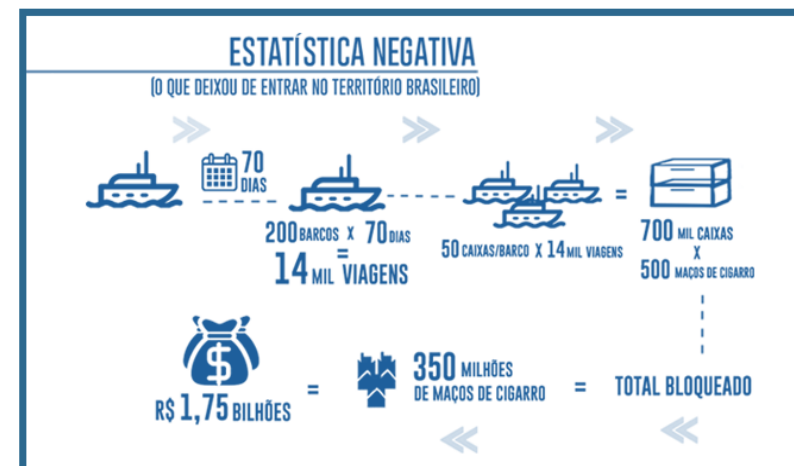 ESTATÍSTICA NEGATIVA
(O QUE DEIXOU DE ENTRAR NO TERRITÓRIO BRASILEIRO)
70
DIAS
200 BARCOS X 70 DIAS
=
14 MIL VIAGENS
50 CAIXAS/BARCO X 14 MIL VIAGENS
=
700 MIL CAIXAS
X
500 MAÇOS DE CIGARRO
TOTAL BLOQUEADO
=
350 MILHÕES
DE MAÇOS DE CIGARRO
=
$
R$ 1,75 BILHÕES